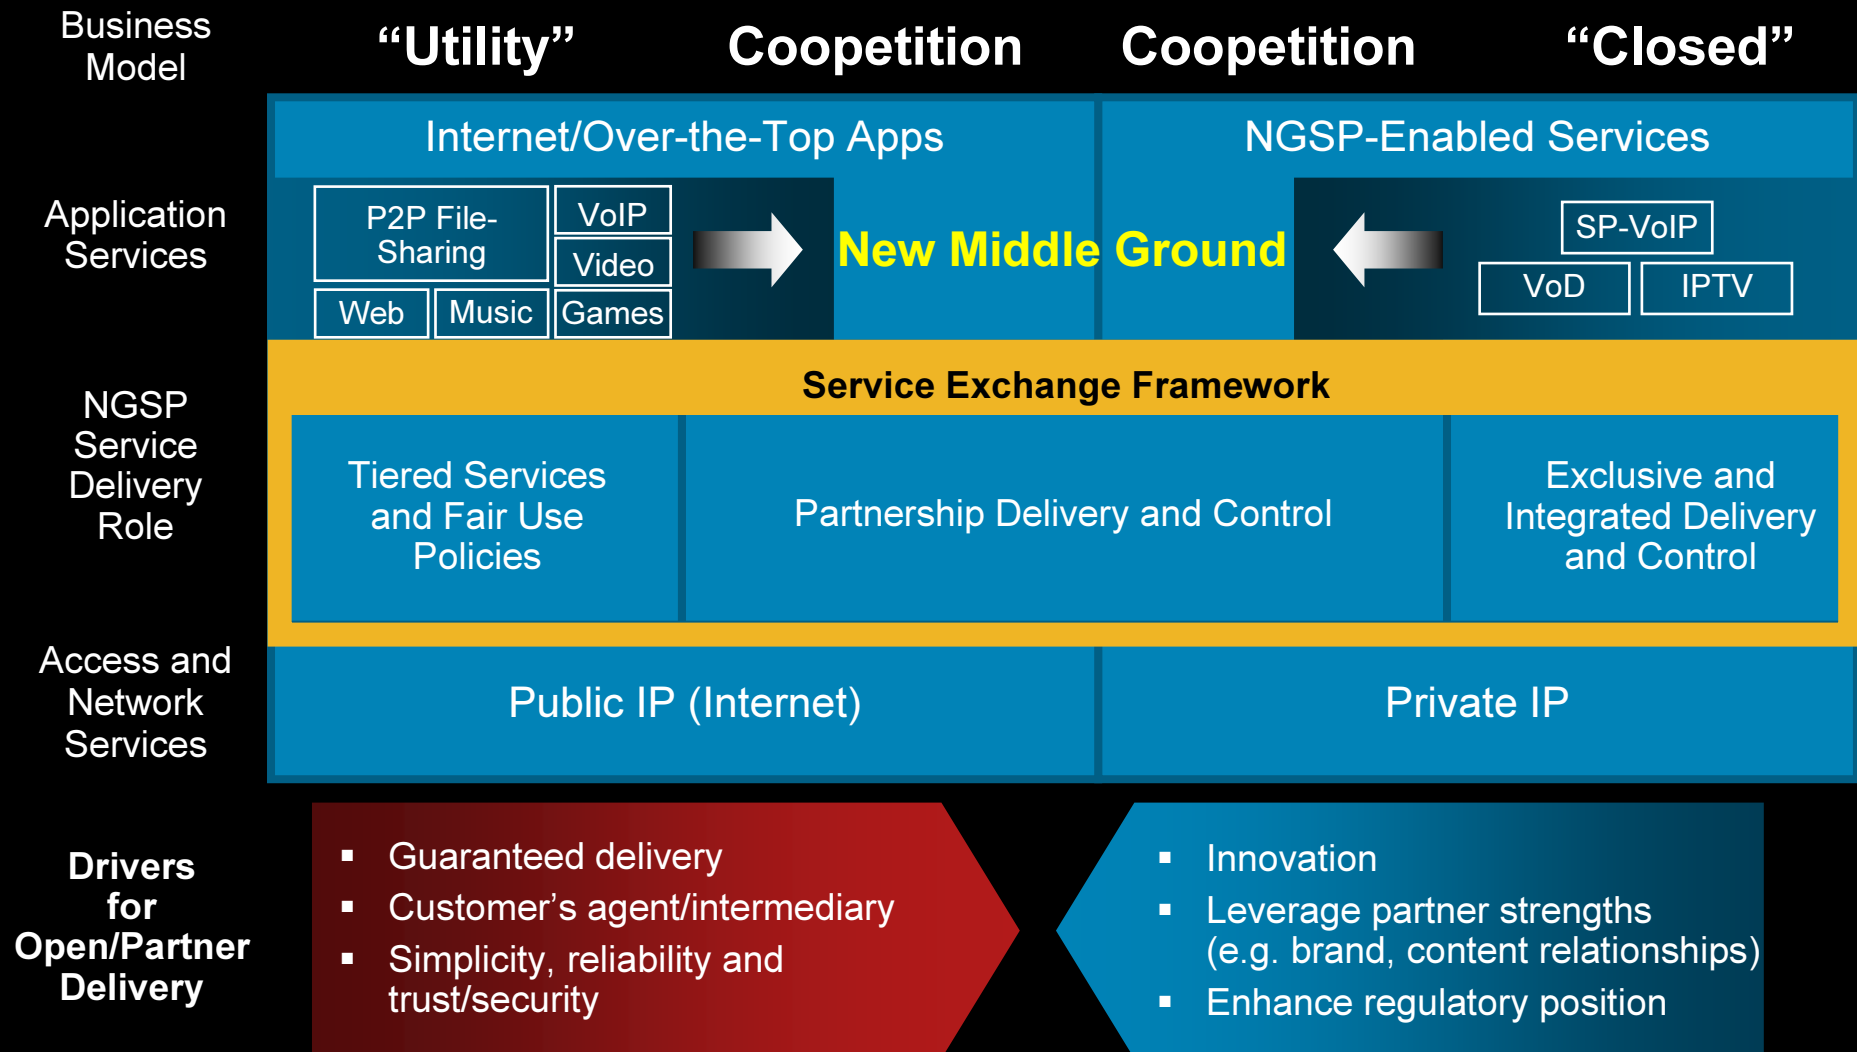 Business
Model
“Utility”
Coopetition
Coopetition
“Closed”
Internet/Over-the-Top Apps
NGSP-Enabled Services
Application
Services
P2P File-
Sharing
VoIP
Video
Web
Music
Games
New Middle Ground
SP-VoIP
VoD
IPTV
Service Exchange Framework
NGSP
Service
Delivery
Role
Tiered Services
and Fair Use
Policies
Partnership Delivery and Control
Exclusive and
Integrated Delivery
and Control
Access and
Network
Services
Public IP (Internet)
Private IP
Drivers
for
Open/Partner
Delivery
▪ Guaranteed delivery
▪ Customer’s agent/intermediary
▪ Simplicity, reliability and
trust/security
▪ Innovation
▪ Leverage partner strengths
(e.g. brand, content relationships)
▪ Enhance regulatory position